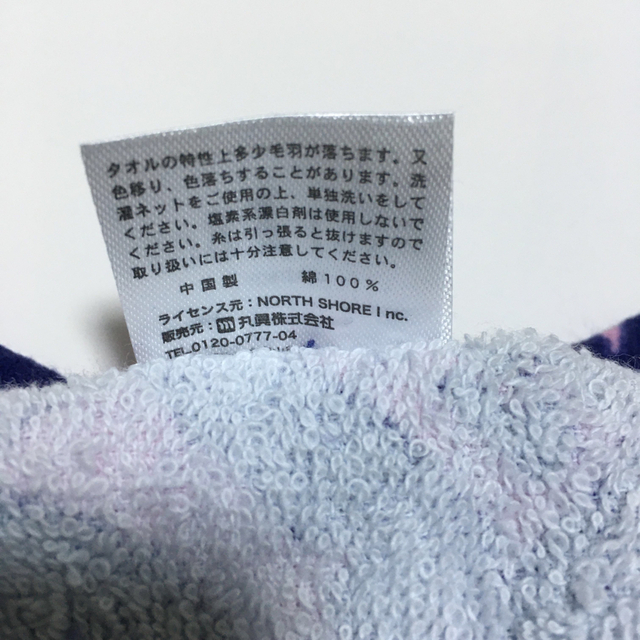 タオルの特性上多少毛羽が落ちます。又
色移り、色落ちすることがあります。洗
濯ネットをご使用の上、単独洗いをして
ください。塩素系漂白剤は使用しないで
ください。糸は引っ張ると抜けますので
取り扱いには十分注意してください。
中国製 綿100%
ライセンス元：NORTH SHORE Inc.
販売元：丸眞株式会社
TEL0120-0777-04